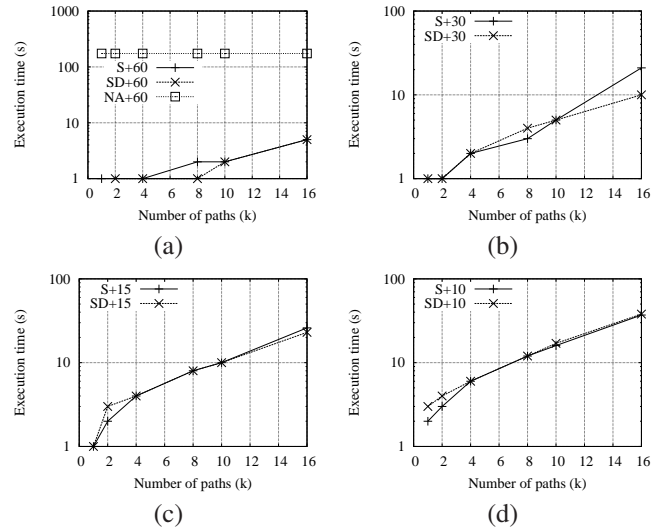 1000
100
10
1
Execution time (s)
S+60
SD+60
NA+60
0 2 4 6 8 10 12 14 16
Number of paths (k)
(a)
100
10
1
Execution time (s)
S+30
SD+30
0 2 4 6 8 10 12 14 16
Number of paths (k)
(b)
100
10
1
Execution time (s)
S+15
SD+15
0 2 4 6 8 10 12 14 16
Number of paths (k)
(c)
100
10
1
Execution time (s)
S+10
SD+10
0 2 4 6 8 10 12 14 16
Number of paths (k)
(d)